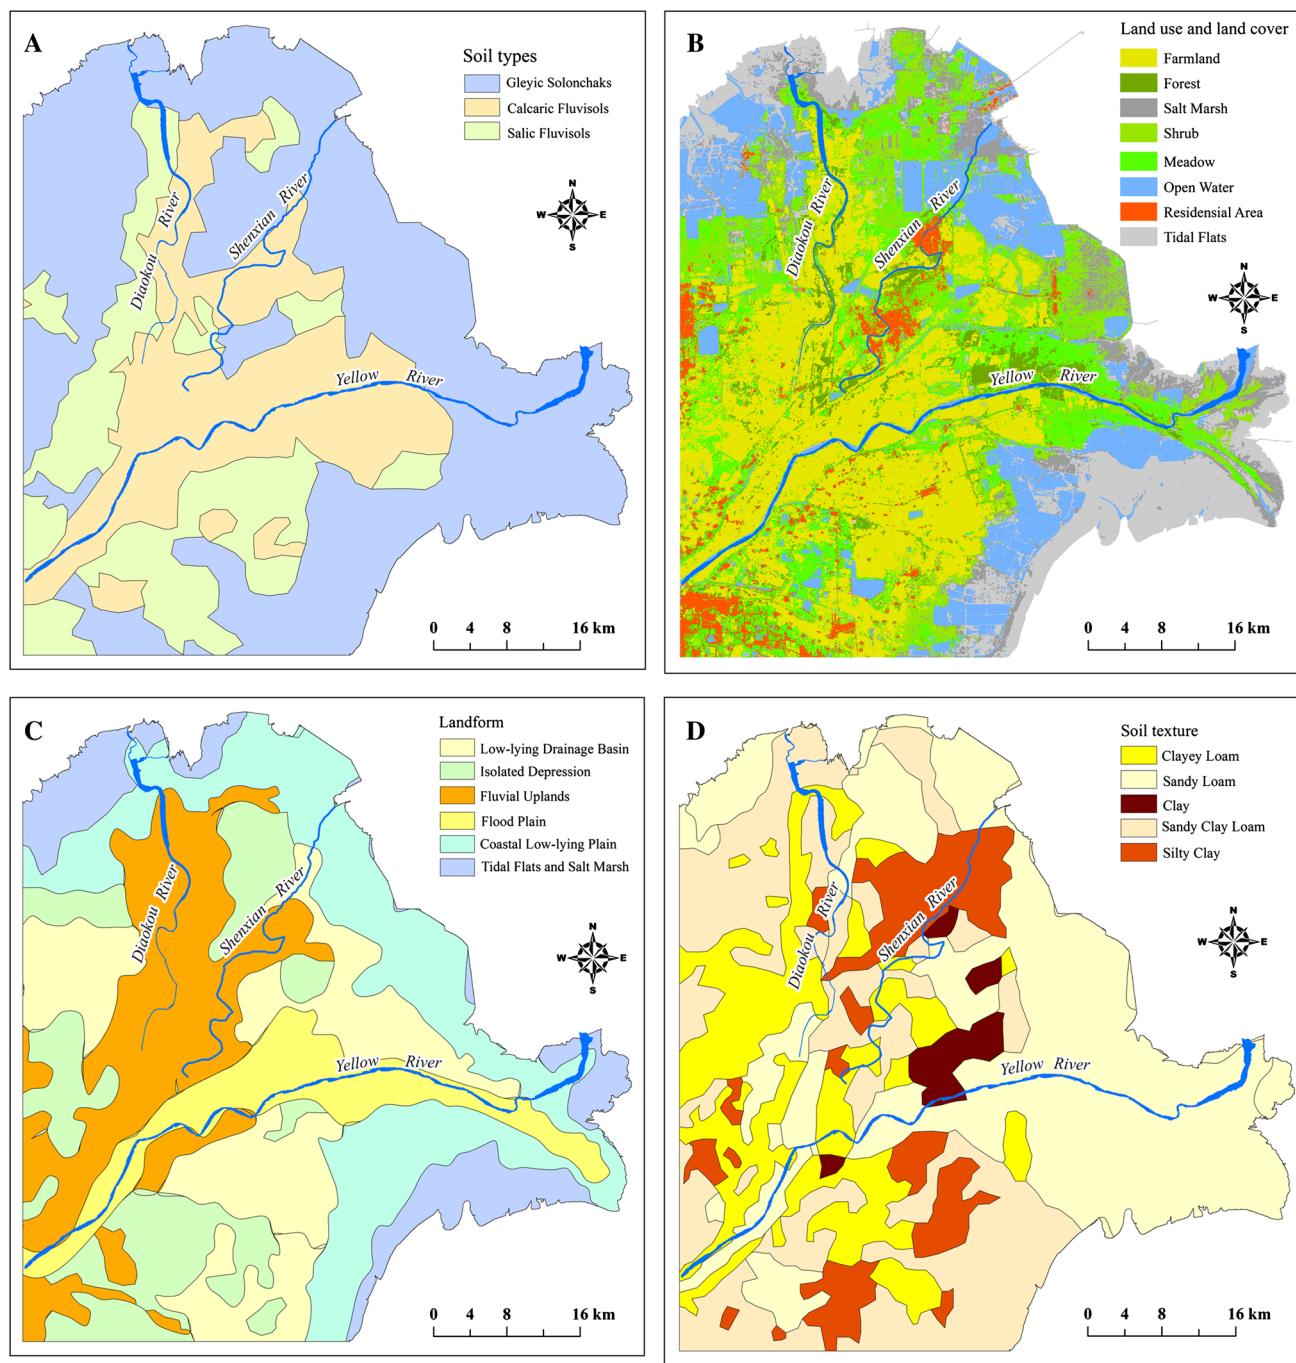 A
Soil types
Gleyic Solonchaks
Calcaric Fluvisols
Salic Fluvisols
N
W E
S
Diaokou River
Shenxian River
Yellow River
0 4 8 16 km
B
Land use and land cover
Farmland
Forest
Salt Marsh
Shrub
Meadow
Open Water
Residensial Area
Tidal Flats
N
W E
S
Diaokou River
Shenxian River
Yellow River
0 4 8 16 km
C
Landform
Low-lying Drainage Basin
Isolated Depression
Fluvial Uplands
Flood Plain
Coastal Low-lying Plain
Tidal Flats and Salt Marsh
N
W E
S
Diaokou River
Shenxian River
Yellow River
0 4 8 16 km
D
Soil texture
Clayey Loam
Sandy Loam
Clay
Sandy Clay Loam
Silty Clay
N
W E
S
Diaokou River
Shenxian River
Yellow River
0 4 8 16 km